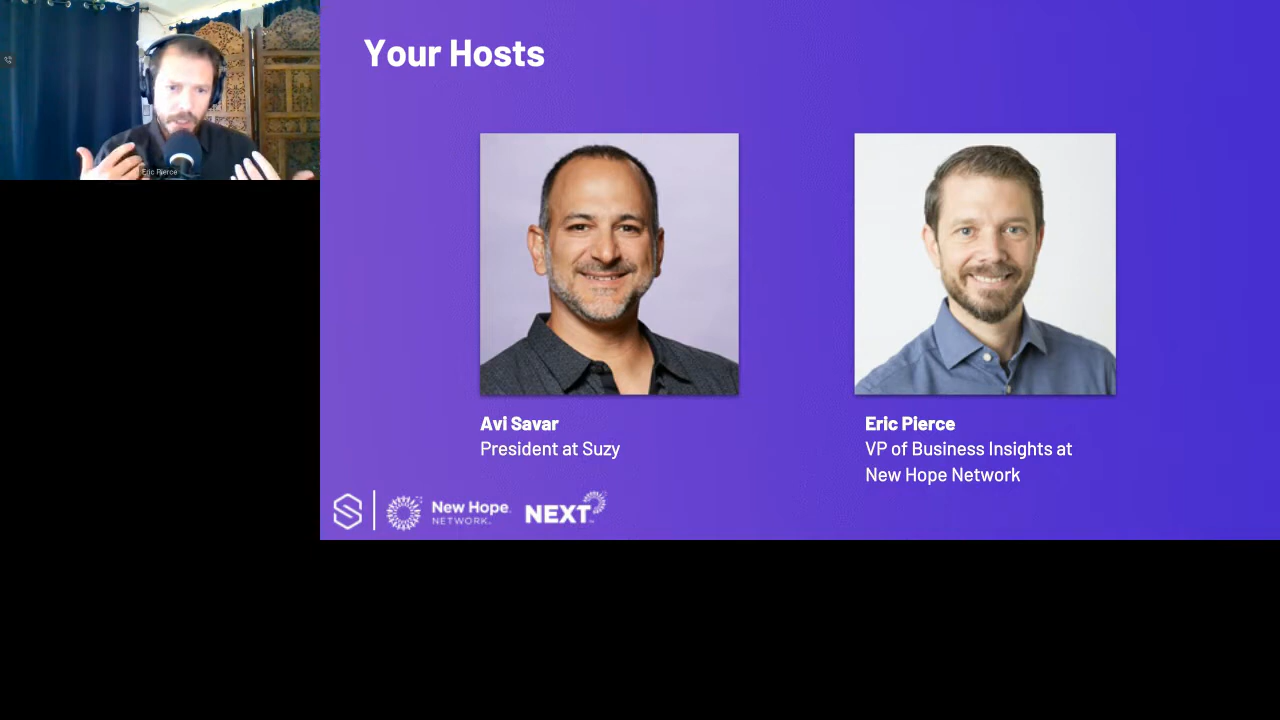 Eric Pierce
Your Hosts
Avi Savar
President at Suzy
Eric Pierce
VP of Business Insights at
New Hope Network
New Hope
NETWORK
NEXT